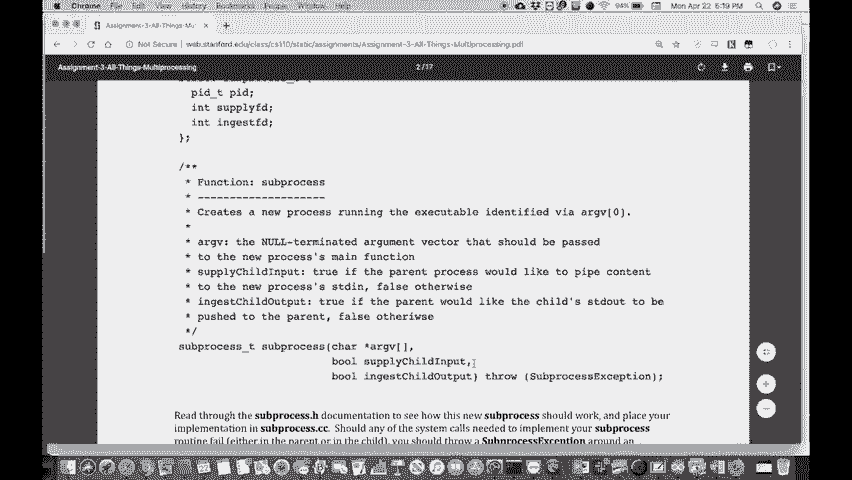 Chrome File Edit View History Bookmarks People Window Help 94% Mon Apr 22 6:19 PM
Assignment-3-All-Things-Mul
Not Secure | web.stanford.edu/class/cs110/static/assignments/Assignment-3-All-Things-Multiprocessing.pdf
Assignment-3-All-Things-Multiprocessing 2 / 17
pid_t pid;
int supplyfd;
int ingestfd;
};
/**
* Function: subprocess
* --------------------
* Creates a new process running the executable identified via argv[0].
*
* argv: the NULL-terminated argument vector that should be passed
* to the new process's main function
* supplyChildInput: true if the parent process would like to pipe content
* to the new process's stdin, false otherwise
* ingestChildOutput: true if the parent would like the child's stdout to be
* pushed to the parent, false otheriwse
*/
subprocess_t subprocess(char *argv[],
bool supplyChildInput,
bool ingestChildOutput) throw (SubprocessException);
Read through the subprocess.h documentation to see how this new subprocess should work, and place your
implementation in subprocess.cc. Should any of the system calls needed to implement your subprocess
routine fail (either in the parent or in the child), you should throw a SubprocessException around an